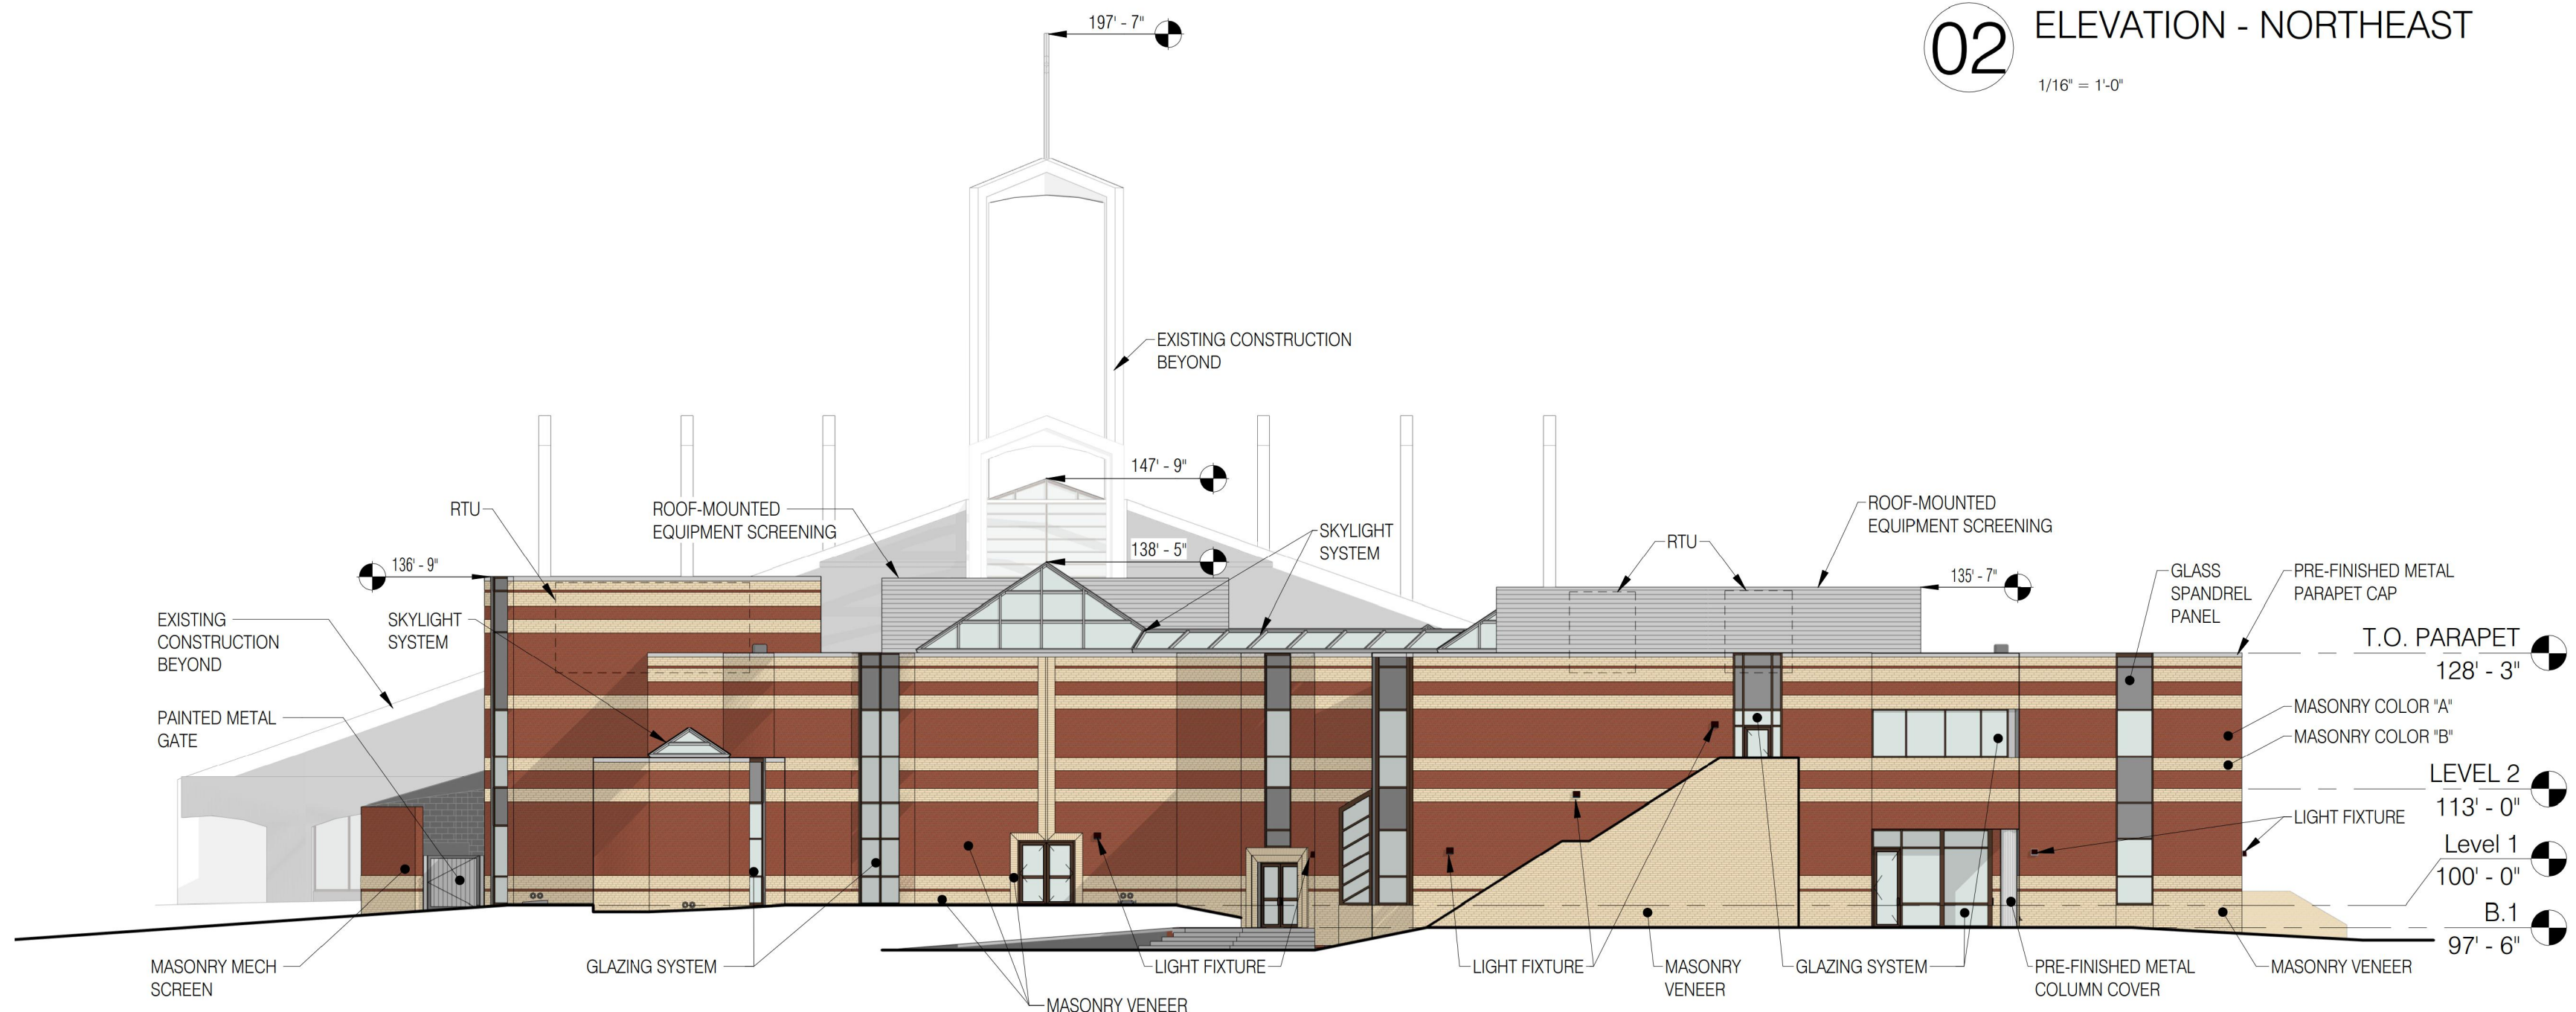 197' - 7"
02
ELEVATION - NORTHEAST
1/16" = 1'-0"
EXISTING CONSTRUCTION
BEYOND
147' - 9"
RTU
ROOF-MOUNTED
EQUIPMENT SCREENING
138' - 5"
SKYLIGHT
SYSTEM
RTU
ROOF-MOUNTED
EQUIPMENT SCREENING
136' - 9"
135' - 7"
GLASS
SPANDREL
PANEL
PRE-FINISHED METAL
PARAPET CAP
EXISTING
CONSTRUCTION
BEYOND
SKYLIGHT
SYSTEM
T.O. PARAPET
128' - 3"
PAINTED METAL
GATE
MASONRY COLOR "A"
MASONRY COLOR "B"
LEVEL 2
113' - 0"
LIGHT FIXTURE
Level 1
100' - 0"
B.1
97' - 6"
MASONRY MECH
SCREEN
GLAZING SYSTEM
MASONRY VENEER
LIGHT FIXTURE
LIGHT FIXTURE
MASONRY
VENEER
GLAZING SYSTEM
PRE-FINISHED METAL
COLUMN COVER
MASONRY VENEER